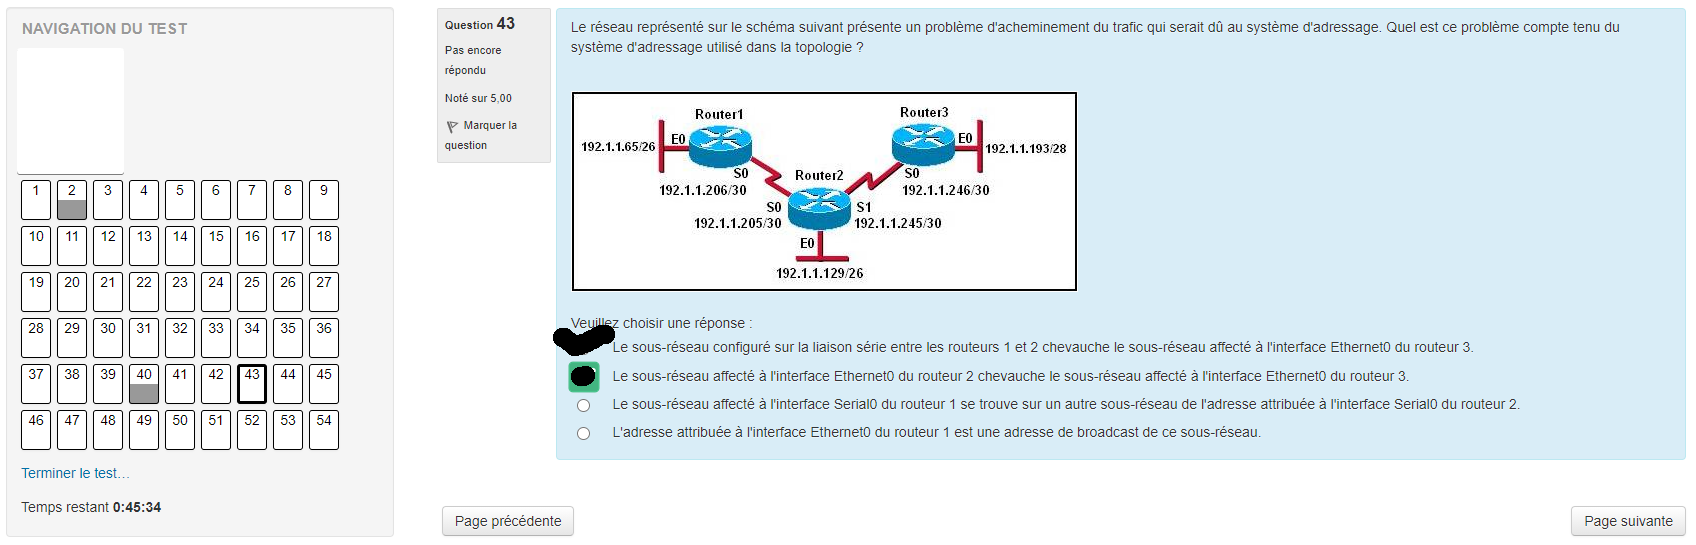 NAVIGATION DU TEST
1 2 3 4 5 6 7 8 9
10 11 12 13 14 15 16 17 18
19 20 21 22 23 24 25 26 27
28 29 30 31 32 33 34 35 36
37 38 39 40 41 42 43 44 45
46 47 48 49 50 51 52 53 54
Terminer le test…
Temps restant 0:45:34
Question 43
Pas encore
répondu
Noté sur 5,00
Marquer la
question
Le réseau représenté sur le schéma suivant présente un problème d'acheminement du trafic qui serait dû au système d'adressage. Quel est ce problème compte tenu du
système d'adressage utilisé dans la topologie ?
Router1
Router3
E0
E0
192.1.1.65/26
192.1.1.193/28
S0
Router2
S0
192.1.1.206/30
192.1.1.246/30
S0
S1
192.1.1.205/30
192.1.1.245/30
E0
192.1.1.129/26
Veuillez choisir une réponse :
Le sous-réseau configuré sur la liaison série entre les routeurs 1 et 2 chevauche le sous-réseau affecté à l'interface Ethernet0 du routeur 3.
Le sous-réseau affecté à l'interface Ethernet0 du routeur 2 chevauche le sous-réseau affecté à l'interface Ethernet0 du routeur 3.
Le sous-réseau affecté à l'interface Serial0 du routeur 1 se trouve sur un autre sous-réseau de l'adresse attribuée à l'interface Serial0 du routeur 2.
L'adresse attribuée à l'interface Ethernet0 du routeur 1 est une adresse de broadcast de ce sous-réseau.
Page précédente
Page suivante